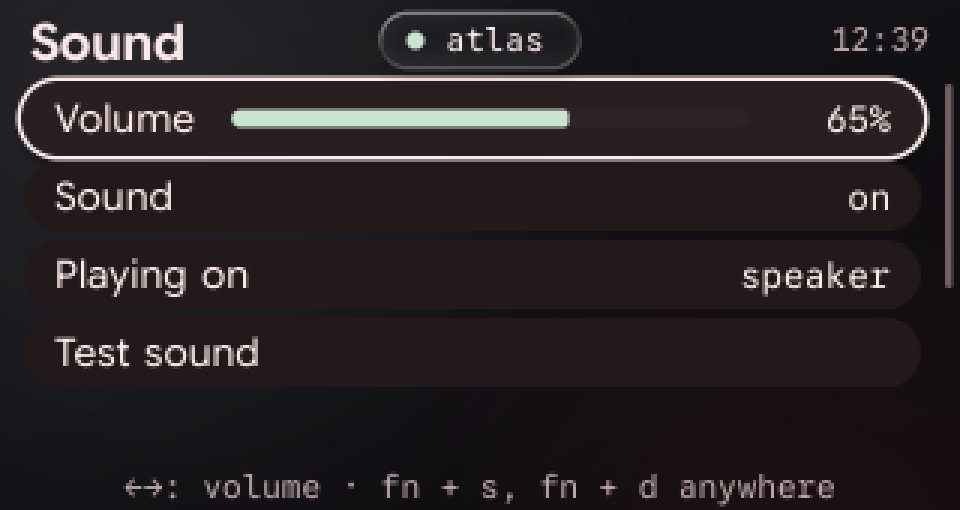 Sound atlas 12:39
Volume 65%
Sound on
Playing on speaker
Test sound
↔: volume · fn + s, fn + d anywhere